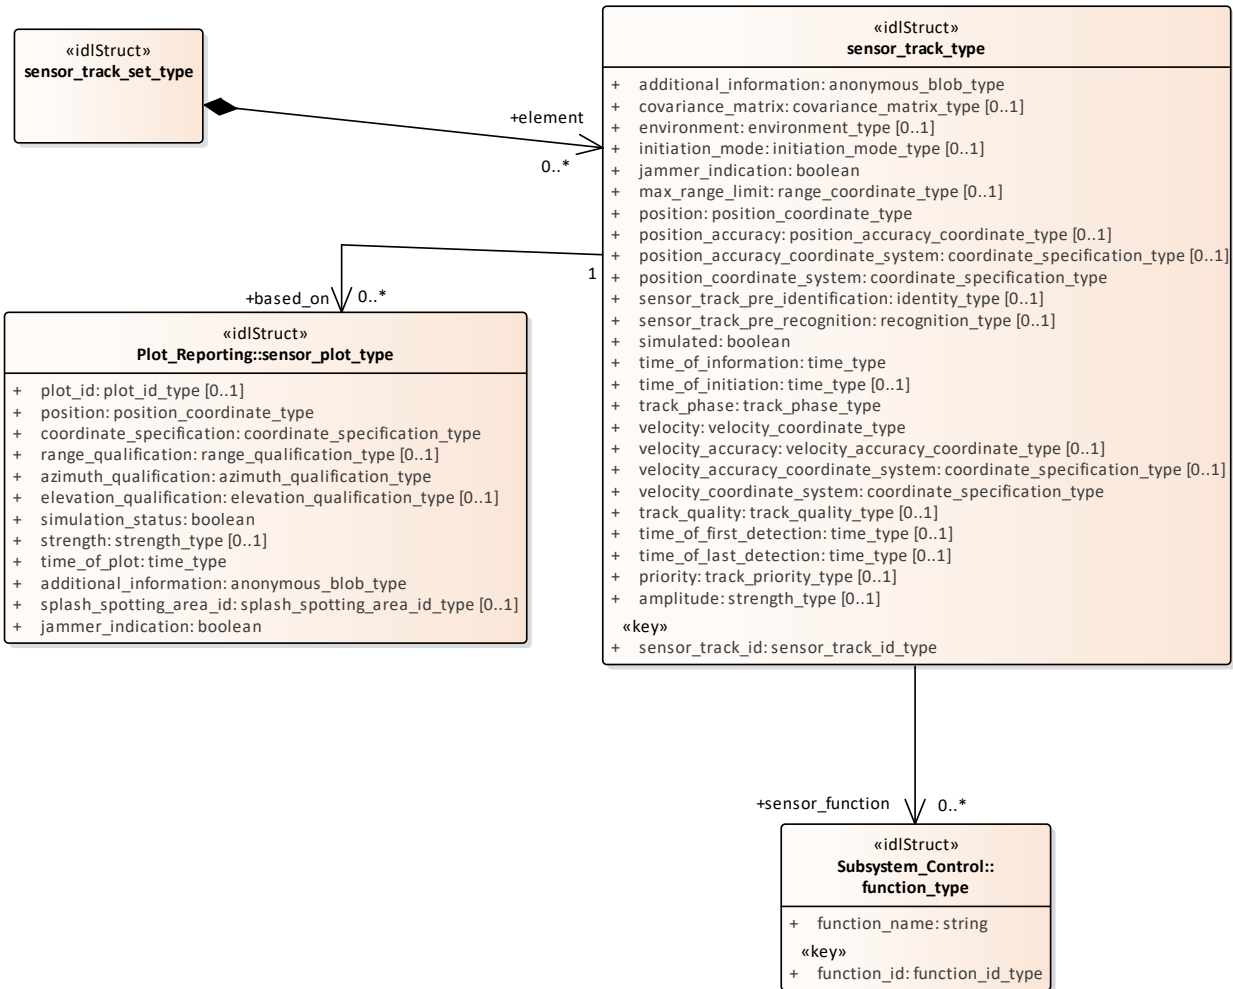 «idlStruct»
sensor_track_set_type
«idlStruct»
sensor_track_type
+ additional_information: anonymous_blob_type
+ covariance_matrix: covariance_matrix_type [0..1]
+ environment: environment_type [0..1]
+ initiation_mode: initiation_mode_type [0..1]
+ jammer_indication: boolean
+ max_range_limit: range_coordinate_type [0..1]
+ position: position_coordinate_type
+ position_accuracy: position_accuracy_coordinate_type [0..1]
+ position_accuracy_coordinate_system: coordinate_specification_type [0..1]
+ position_coordinate_system: coordinate_specification_type
+ sensor_track_pre_identification: identity_type [0..1]
+ sensor_track_pre_recognition: recognition_type [0..1]
+ simulated: boolean
+ time_of_information: time_type
+ time_of_initiation: time_type [0..1]
+ track_phase: track_phase_type
+ velocity: velocity_coordinate_type
+ velocity_accuracy: velocity_accuracy_coordinate_type [0..1]
+ velocity_accuracy_coordinate_system: coordinate_specification_type [0..1]
+ velocity_coordinate_system: coordinate_specification_type
+ track_quality: track_quality_type [0..1]
+ time_of_first_detection: time_type [0..1]
+ time_of_last_detection: time_type [0..1]
+ priority: track_priority_type [0..1]
+ amplitude: strength_type [0..1]
«key»
+ sensor_track_id: sensor_track_id_type
+element
0..*
1
+based_on 0..*
«idlStruct»
Plot_Reporting::sensor_plot_type
+ plot_id: plot_id_type [0..1]
+ position: position_coordinate_type
+ coordinate_specification: coordinate_specification_type
+ range_qualification: range_qualification_type [0..1]
+ azimuth_qualification: azimuth_qualification_type
+ elevation_qualification: elevation_qualification_type [0..1]
+ simulation_status: boolean
+ strength: strength_type [0..1]
+ time_of_plot: time_type
+ additional_information: anonymous_blob_type
+ splash_spotting_area_id: splash_spotting_area_id_type [0..1]
+ jammer_indication: boolean
+sensor_function 0..*
«idlStruct»
Subsystem_Control::
function_type
+ function_name: string
«key»
+ function_id: function_id_type